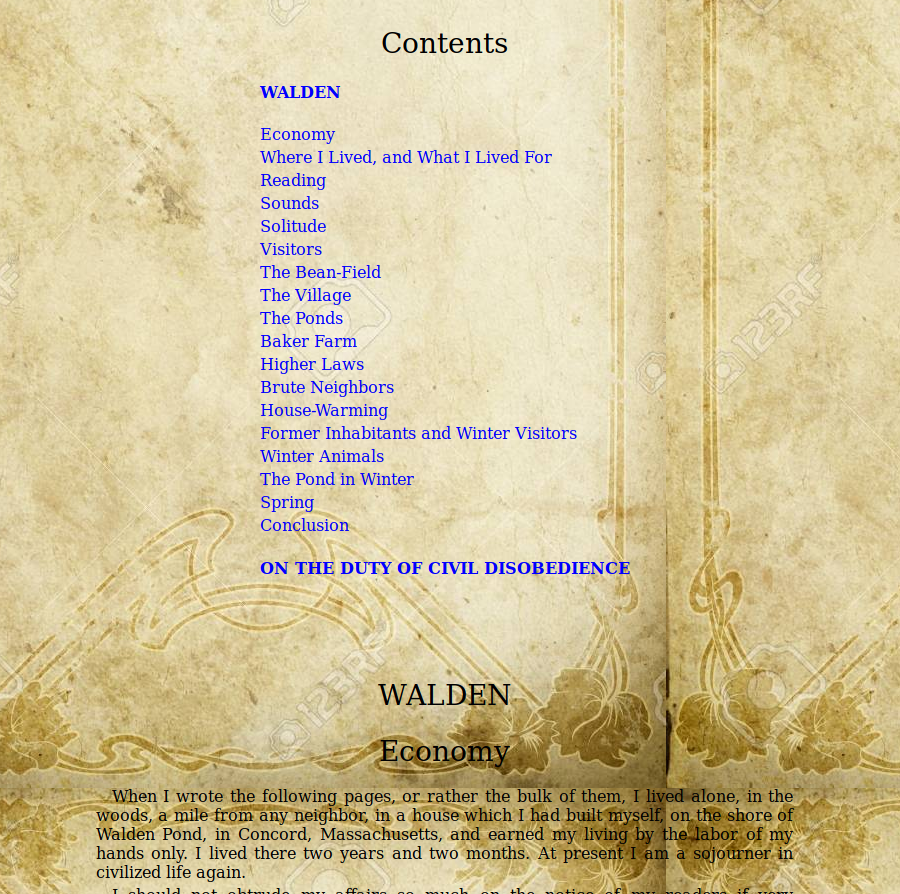 Contents
WALDEN
Economy
Where I Lived, and What I Lived For
Reading
Sounds
Solitude
Visitors
The Bean-Field
The Village
The Ponds
Baker Farm
Higher Laws
Brute Neighbors
House-Warming
Former Inhabitants and Winter Visitors
Winter Animals
The Pond in Winter
Spring
Conclusion
ON THE DUTY OF CIVIL DISOBEDIENCE
WALDEN
Economy
When I wrote the following pages, or rather the bulk of them, I lived alone, in the
woods, a mile from any neighbor, in a house which I had built myself, on the shore of
Walden Pond, in Concord, Massachusetts, and earned my living by the labor of my
hands only. I lived there two years and two months. At present I am a sojourner in
civilized life again.
I should not obtrude my affairs so much on the notice of my readers if very
123RF
123RF
123RF